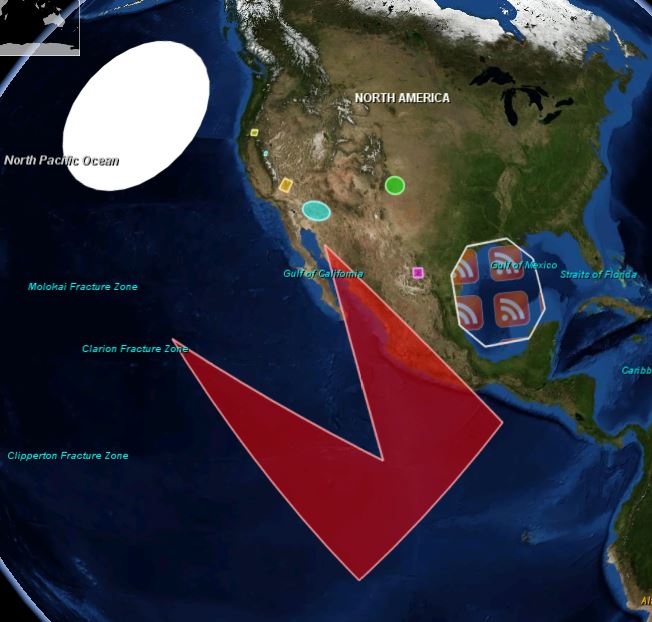 NORTH AMERICA
North Pacific Ocean
Gulf of Mexico
Gulf of California
Straits of Florida
Molokai Fracture Zone
Clarion Fracture Zone
Caribb
Clipperton Fracture Zone
Al